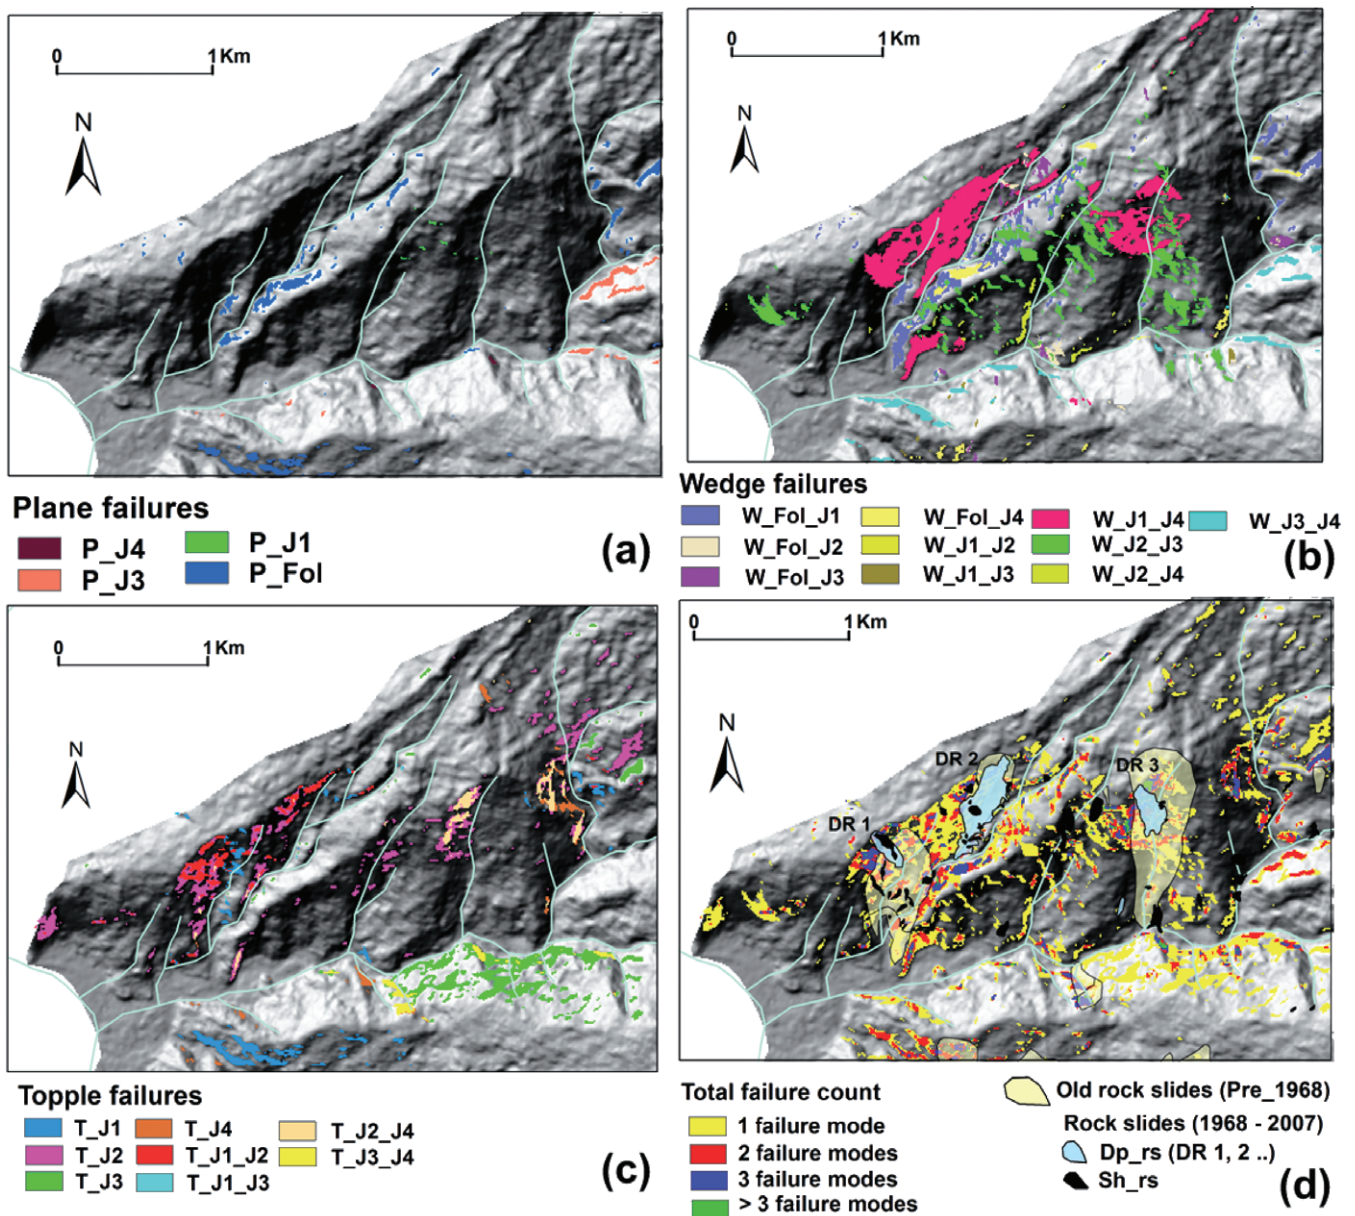 0 1 Km
N
Plane failures
P_J4 P_J1
P_J3 P_Fol
(a)
0 1 Km
N
Wedge failures
W_Fol_J1 W_Fol_J4 W_J1_J4 W_J3_J4
W_Fol_J2 W_J1_J2 W_J2_J3
W_Fol_J3 W_J1_J3 W_J2_J4
(b)
0 1 Km
N
Topple failures
T_J1 T_J4 T_J2_J4
T_J2 T_J1_J2 T_J3_J4
T_J3 T_J1_J3
(c)
0 1 Km
N
DR 2
DR 3
DR 1
Total failure count
1 failure mode
2 failure modes
3 failure modes
> 3 failure modes
Old rock slides (Pre_1968)
Rock slides (1968 - 2007)
Dp_rs (DR 1, 2 ..)
Sh_rs
(d)